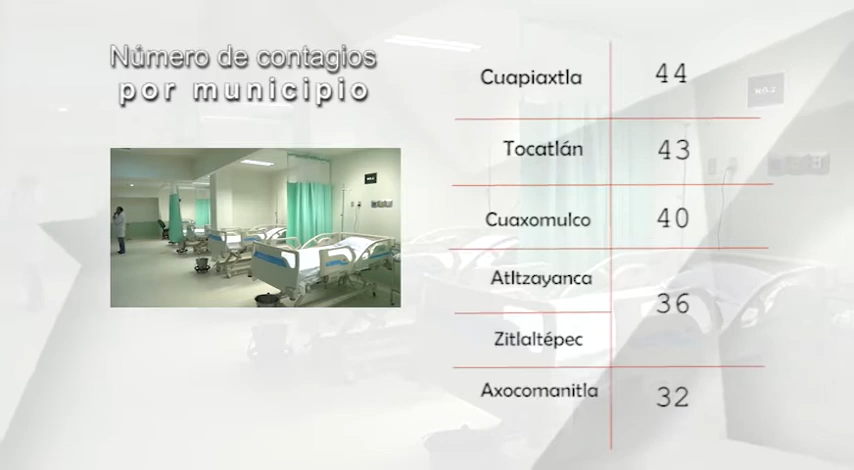 Número de contagios
por municipio
Cuapiaxtla 44
Tocatlán 43
Cuaxomulco 40
Atltzayanca
36
Zitlaltépec
Axocomanitla 32